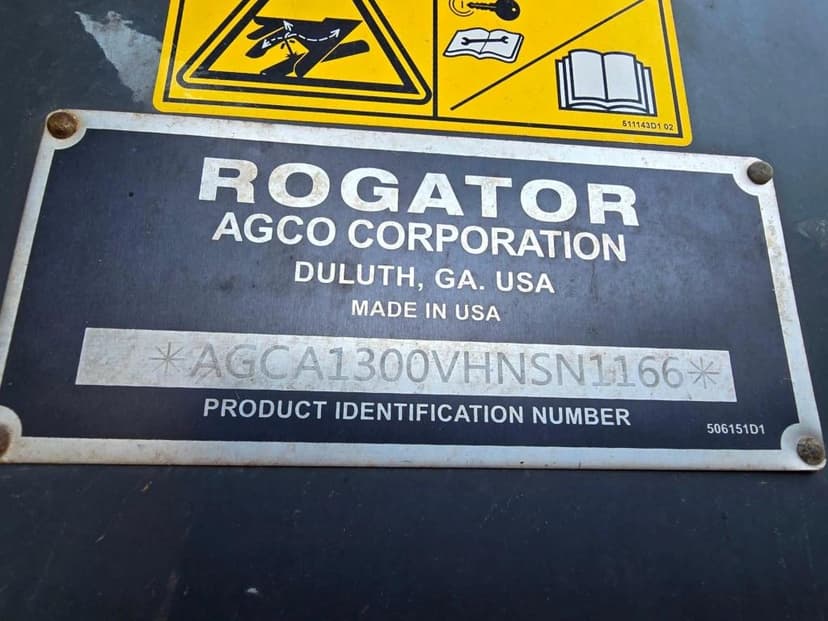 511143D1 02
ROGATOR
AGCO CORPORATION
DULUTH, GA. USA
MADE IN USA
*AGCA1300VHNSN1166*
PRODUCT IDENTIFICATION NUMBER
506151D1